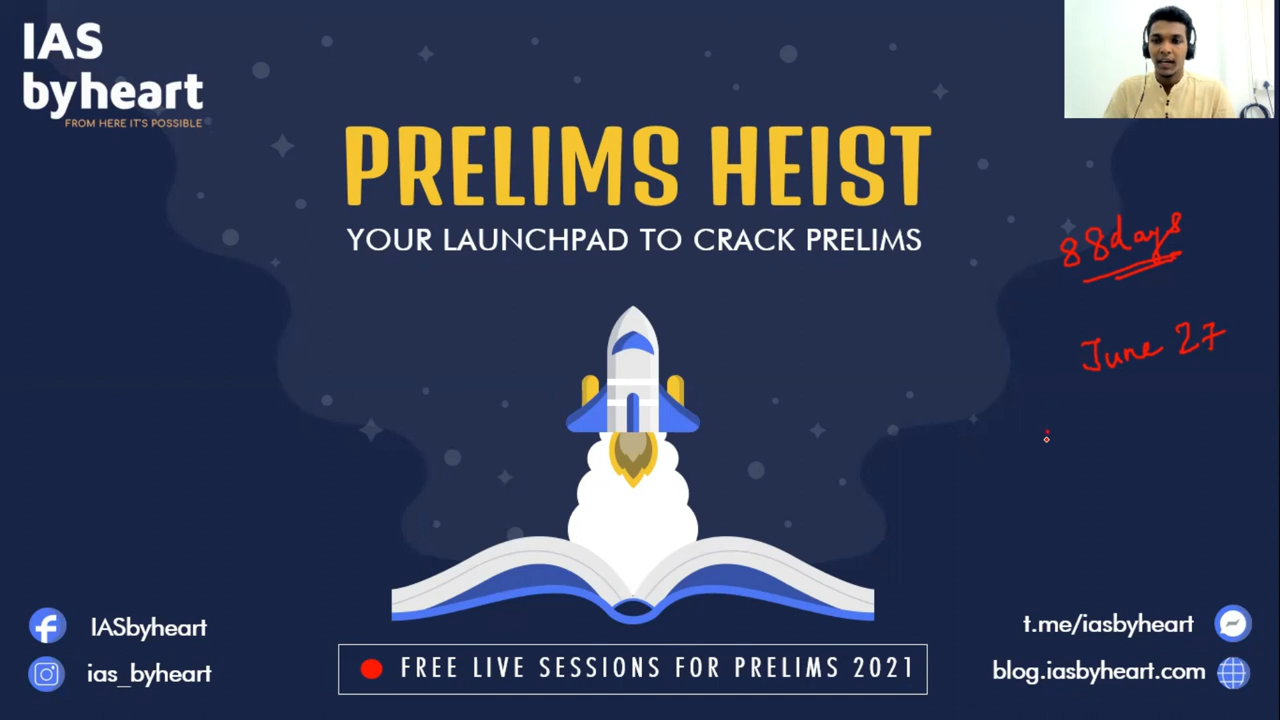 IAS
byheart
FROM HERE IT'S POSSIBLE
PRELIMS HEIST
YOUR LAUNCHPAD TO CRACK PRELIMS
88days
June 27
IASbyheart
ias_byheart
FREE LIVE SESSIONS FOR PRELIMS 2021
t.me/iasbyheart
blog.iasbyheart.com